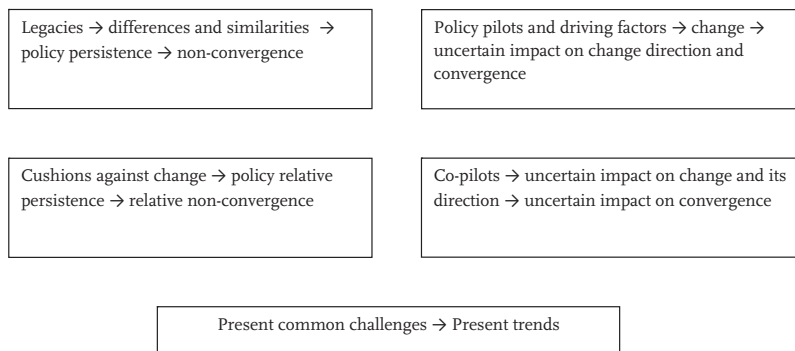 Legacies → differences and similarities →
policy persistence → non-convergence
Policy pilots and driving factors → change →
uncertain impact on change direction and
convergence
Cushions against change → policy relative
persistence → relative non-convergence
Co-pilots → uncertain impact on change and its
direction → uncertain impact on convergence
Present common challenges → Present trends